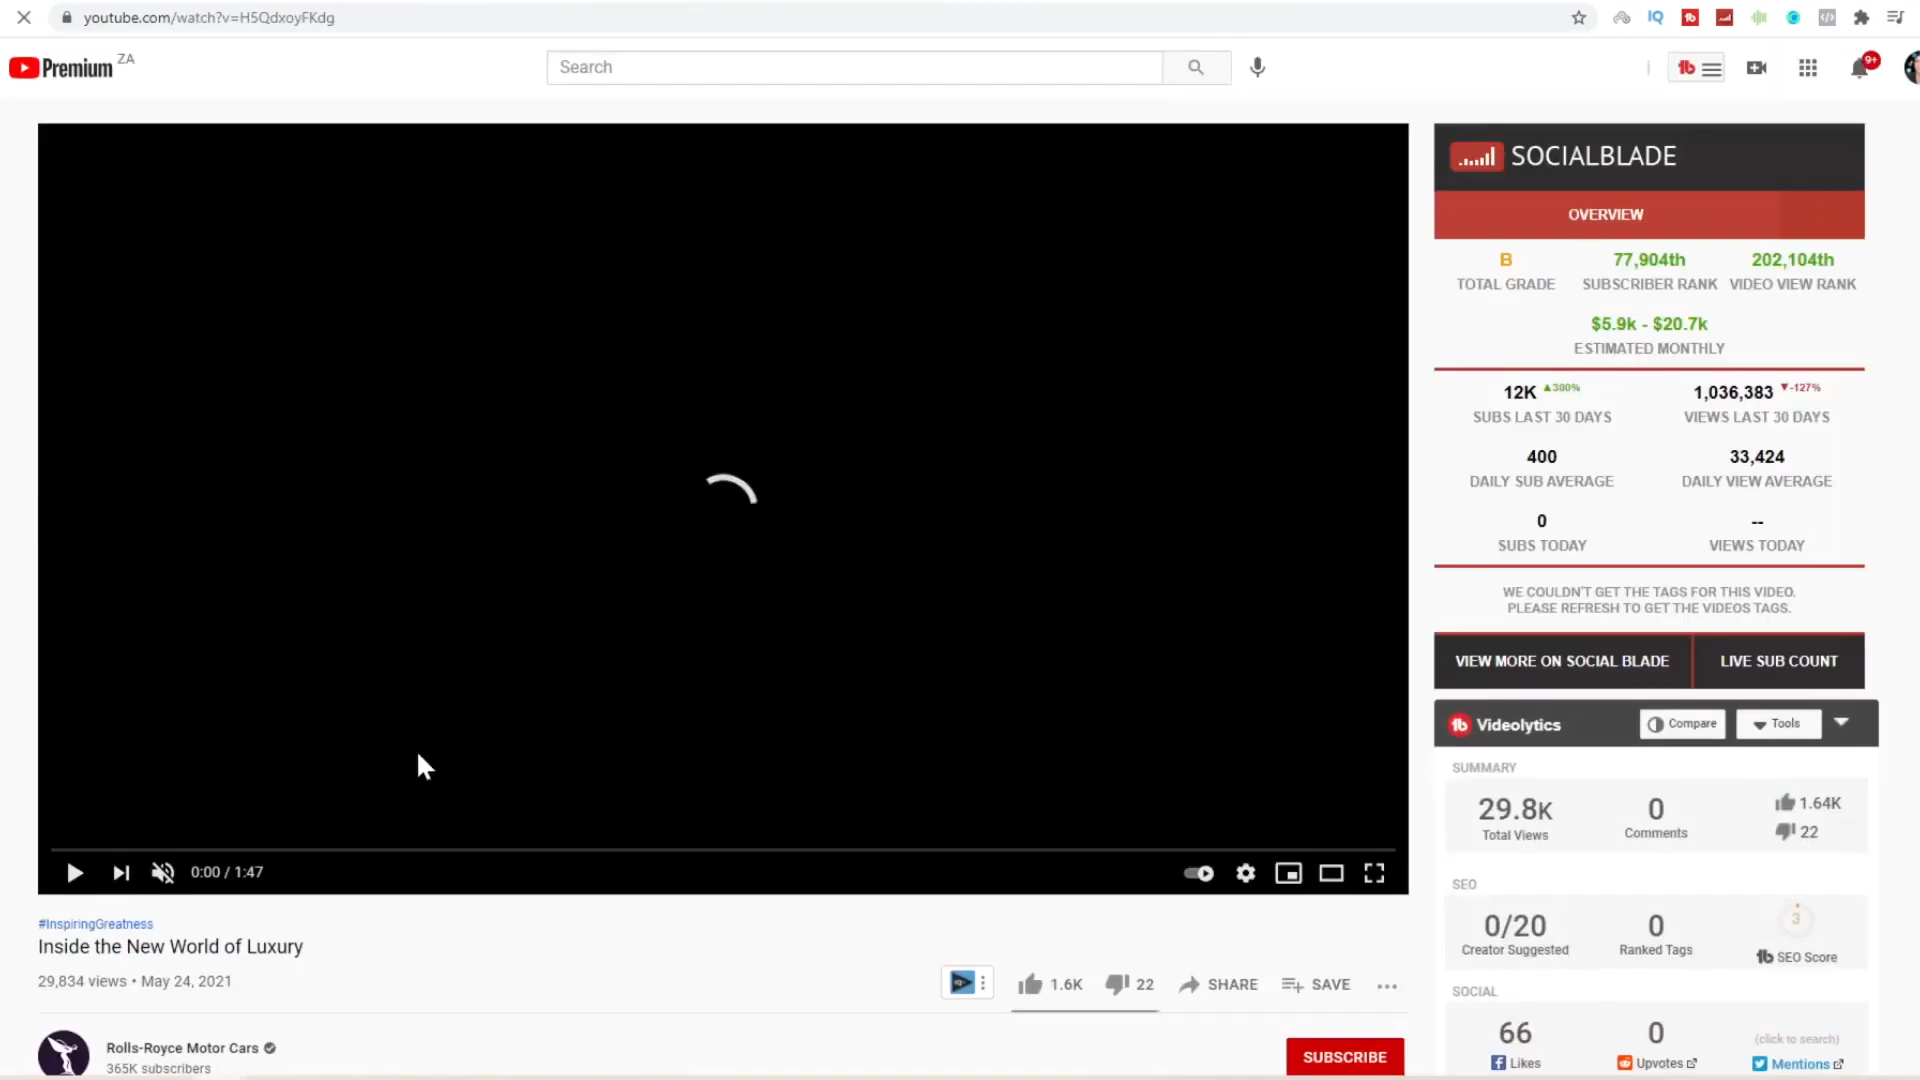 youtube.com/watch?v=H5QdxoyFKdg
IQ
Premium ZA
Search
9+
SOCIALBLADE
OVERVIEW
B 77,904th 202,104th
TOTAL GRADE SUBSCRIBER RANK VIDEO VIEW RANK
$5.9k - $20.7k
ESTIMATED MONTHLY
12K ▲300% 1,036,383 ▼-127%
SUBS LAST 30 DAYS VIEWS LAST 30 DAYS
400 33,424
DAILY SUB AVERAGE DAILY VIEW AVERAGE
0 --
SUBS TODAY VIEWS TODAY
WE COULDN'T GET THE TAGS FOR THIS VIDEO.
PLEASE REFRESH TO GET THE VIDEOS TAGS.
VIEW MORE ON SOCIAL BLADE LIVE SUB COUNT
Videolytics Compare Tools
SUMMARY
29.8K 0 1.64K
Total Views Comments 22
SEO
0/20 0 3
Creator Suggested Ranked Tags SEO Score
SOCIAL
66 0 (click to search)
Likes Upvotes Mentions
0:00 / 1:47
#InspiringGreatness
Inside the New World of Luxury
29,834 views • May 24, 2021
1.6K 22 SHARE SAVE
Rolls-Royce Motor Cars
365K subscribers
SUBSCRIBE